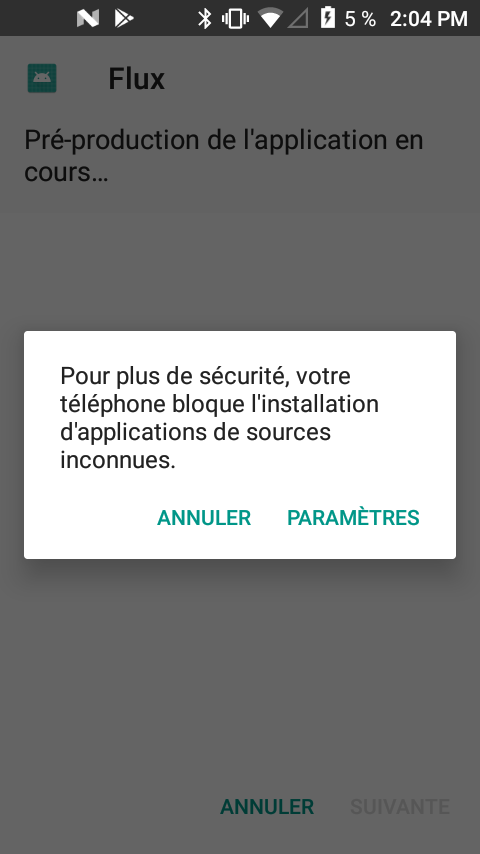 5 % 2:04 PM
Flux
Pré-production de l'application en
cours…
Pour plus de sécurité, votre
téléphone bloque l'installation
d'applications de sources
inconnues.
ANNULER PARAMÈTRES
ANNULER SUIVANTE